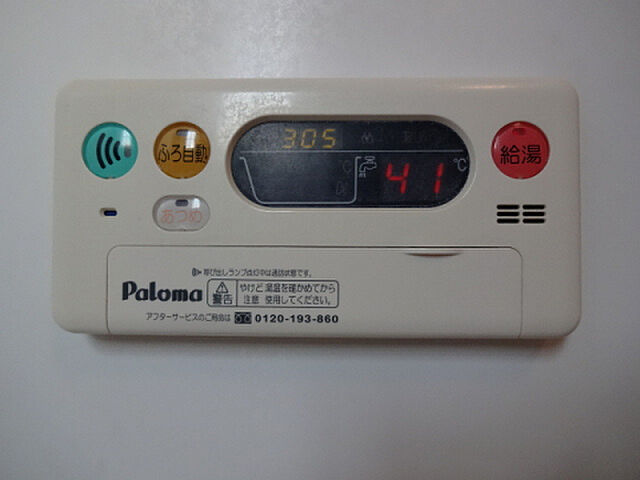 305
ふろ自動
41
℃
給湯
あつめ
呼び出しランプ点灯中は通話状態です。
Paloma
警告
やけど 湯温を確かめてから
注意 使用してください。
アフターサービスのご用命は 0120-193-860